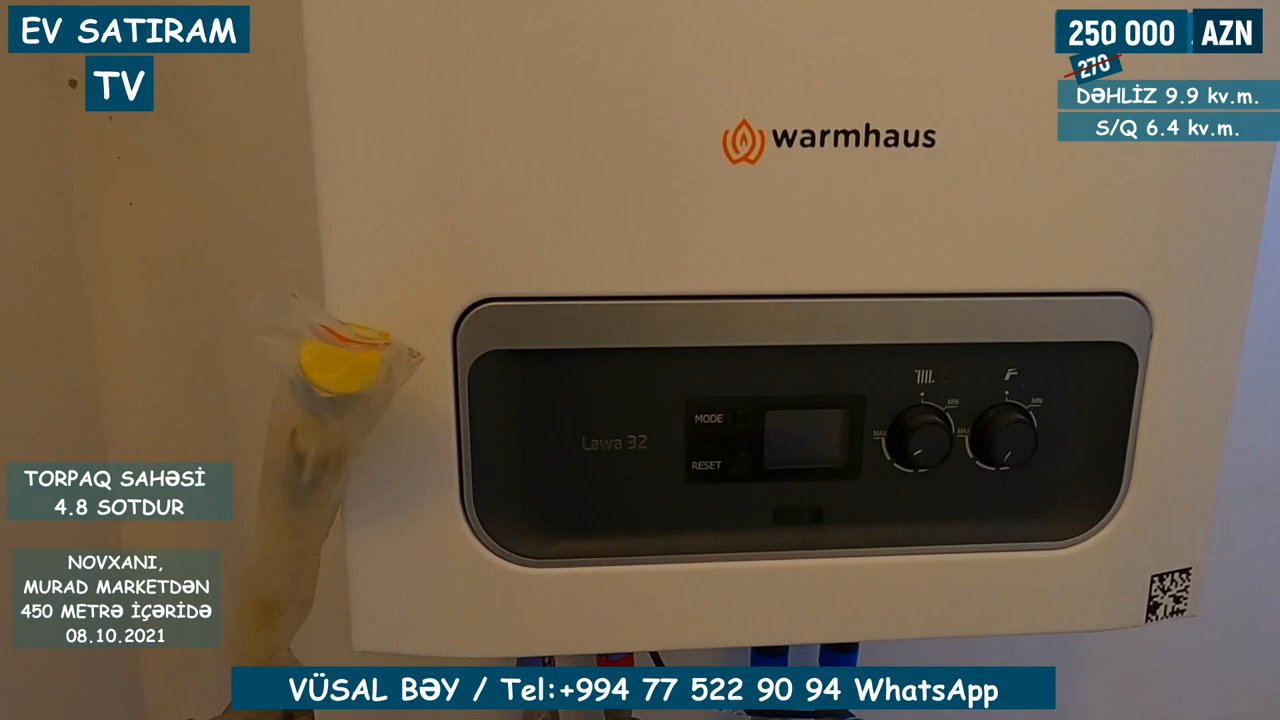 EV SATIRAM
TV
250 000 AZN
270
DƏHLİZ 9.9 kv.m.
S/Q 6.4 kv.m.
warmhaus
Lawa 32
MODE
RESET
MIN
MAX
MIN
MAX
TORPAQ SAHƏSİ
4.8 SOTDUR
NOVXANI,
MURAD MARKETDƏN
450 METRƏ İÇƏRİDƏ
08.10.2021
VÜSAL BƏY / Tel:+994 77 522 90 94 WhatsApp